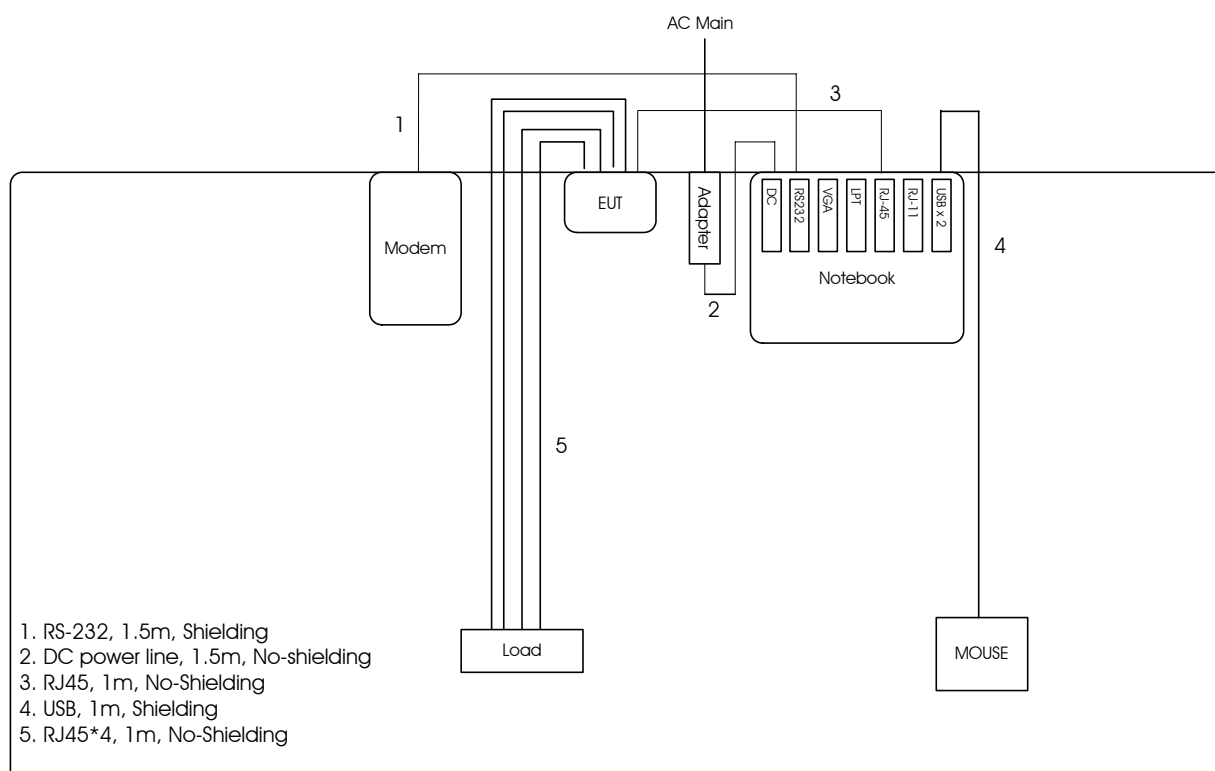 AC Main
3
1
DC
RS232
VGA
LPT
RJ-45
RJ-11
USB x 2
EUT
Adapter
Modem
4
Notebook
2
5
1. RS-232, 1.5m, Shielding
2. DC power line, 1.5m, No-shielding
3. RJ45, 1m, No-Shielding
4. USB, 1m, Shielding
5. RJ45*4, 1m, No-Shielding
Load
MOUSE